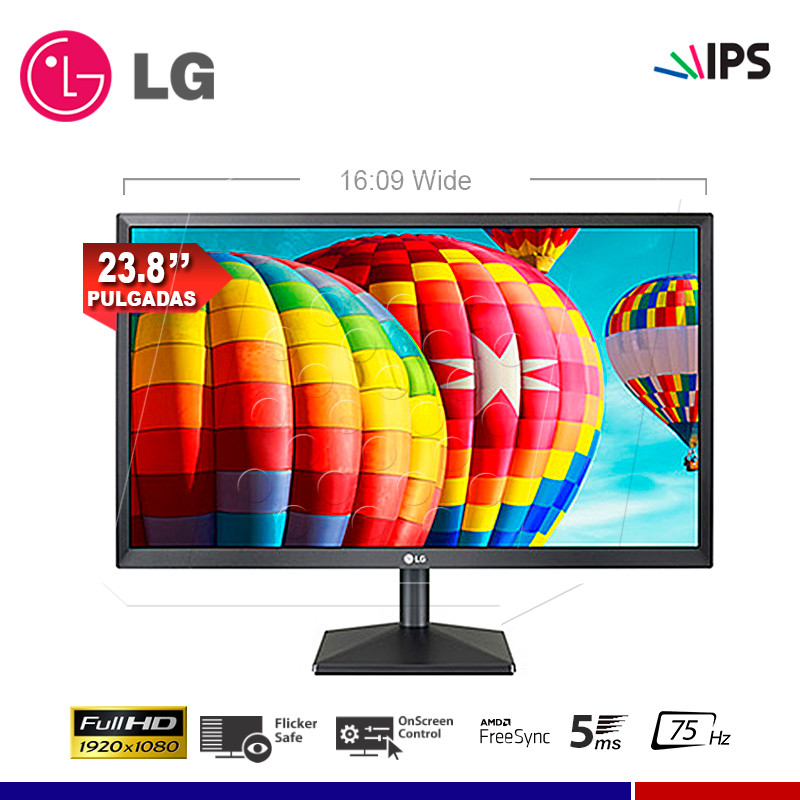 LG
IPS
16:09 Wide
23.8”
PULGADAS
LG
Full HD
1920x1080
Flicker
Safe
OnScreen
Control
AMD
FreeSync
5ms
75 Hz